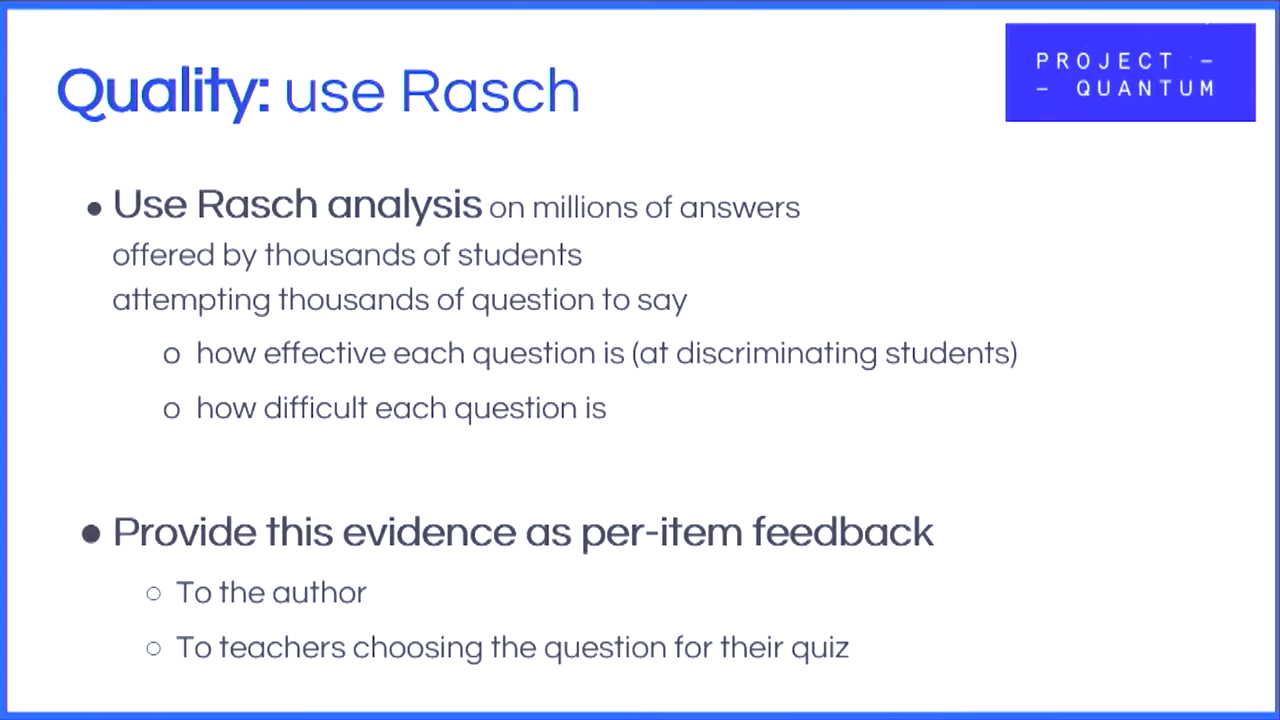 Quality: use Rasch
PROJECT –
– QUANTUM
• Use Rasch analysis on millions of answers
offered by thousands of students
attempting thousands of question to say
o how effective each question is (at discriminating students)
o how difficult each question is
• Provide this evidence as per-item feedback
○ To the author
○ To teachers choosing the question for their quiz